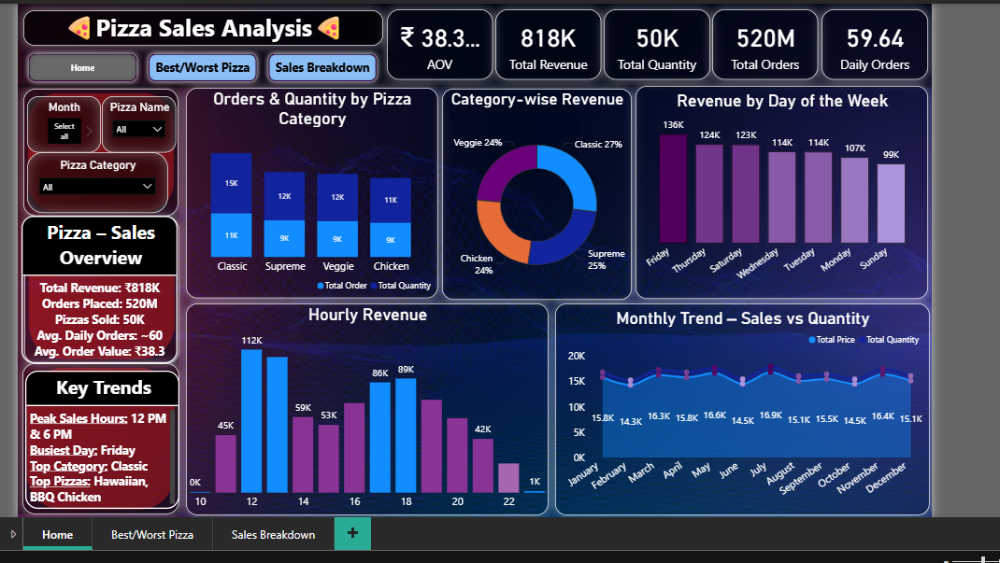 Pizza Sales Analysis
Home
Best/Worst Pizza
Sales Breakdown
₹ 38.3...
AOV
818K
Total Revenue
50K
Total Quantity
520M
Total Orders
59.64
Daily Orders
Month
Select
all
Pizza Name
All
Pizza Category
All
Pizza – Sales
Overview
Total Revenue: ₹818K
Orders Placed: 520M
Pizzas Sold: 50K
Avg. Daily Orders: ~60
Avg. Order Value: ₹38.3
Key Trends
Peak Sales Hours: 12 PM
& 6 PM
Busiest Day: Friday
Top Category: Classic
Top Pizzas: Hawaiian,
BBQ Chicken
Orders & Quantity by Pizza
Category
15K
12K
12K
11K
11K
9K
9K
9K
Classic
Supreme
Veggie
Chicken
Total Order
Total Quantity
Category-wise Revenue
Veggie 24%
Classic 27%
Chicken
24%
Supreme
25%
Revenue by Day of the Week
136K
124K
123K
114K
114K
107K
99K
Friday
Thursday
Saturday
Wednesday
Tuesday
Monday
Sunday
Hourly Revenue
0K
45K
112K
59K
53K
86K
89K
42K
1K
10
12
14
16
18
20
22
Monthly Trend – Sales vs Quantity
Total Price
Total Quantity
20K
15K
10K
5K
0K
15.8K
14.3K
16.3K
15.8K
16.6K
14.5K
16.9K
15.1K
15.5K
14.5K
16.4K
15.1K
January
February
March
April
May
June
July
August
September
October
November
December
Home
Best/Worst Pizza
Sales Breakdown
+